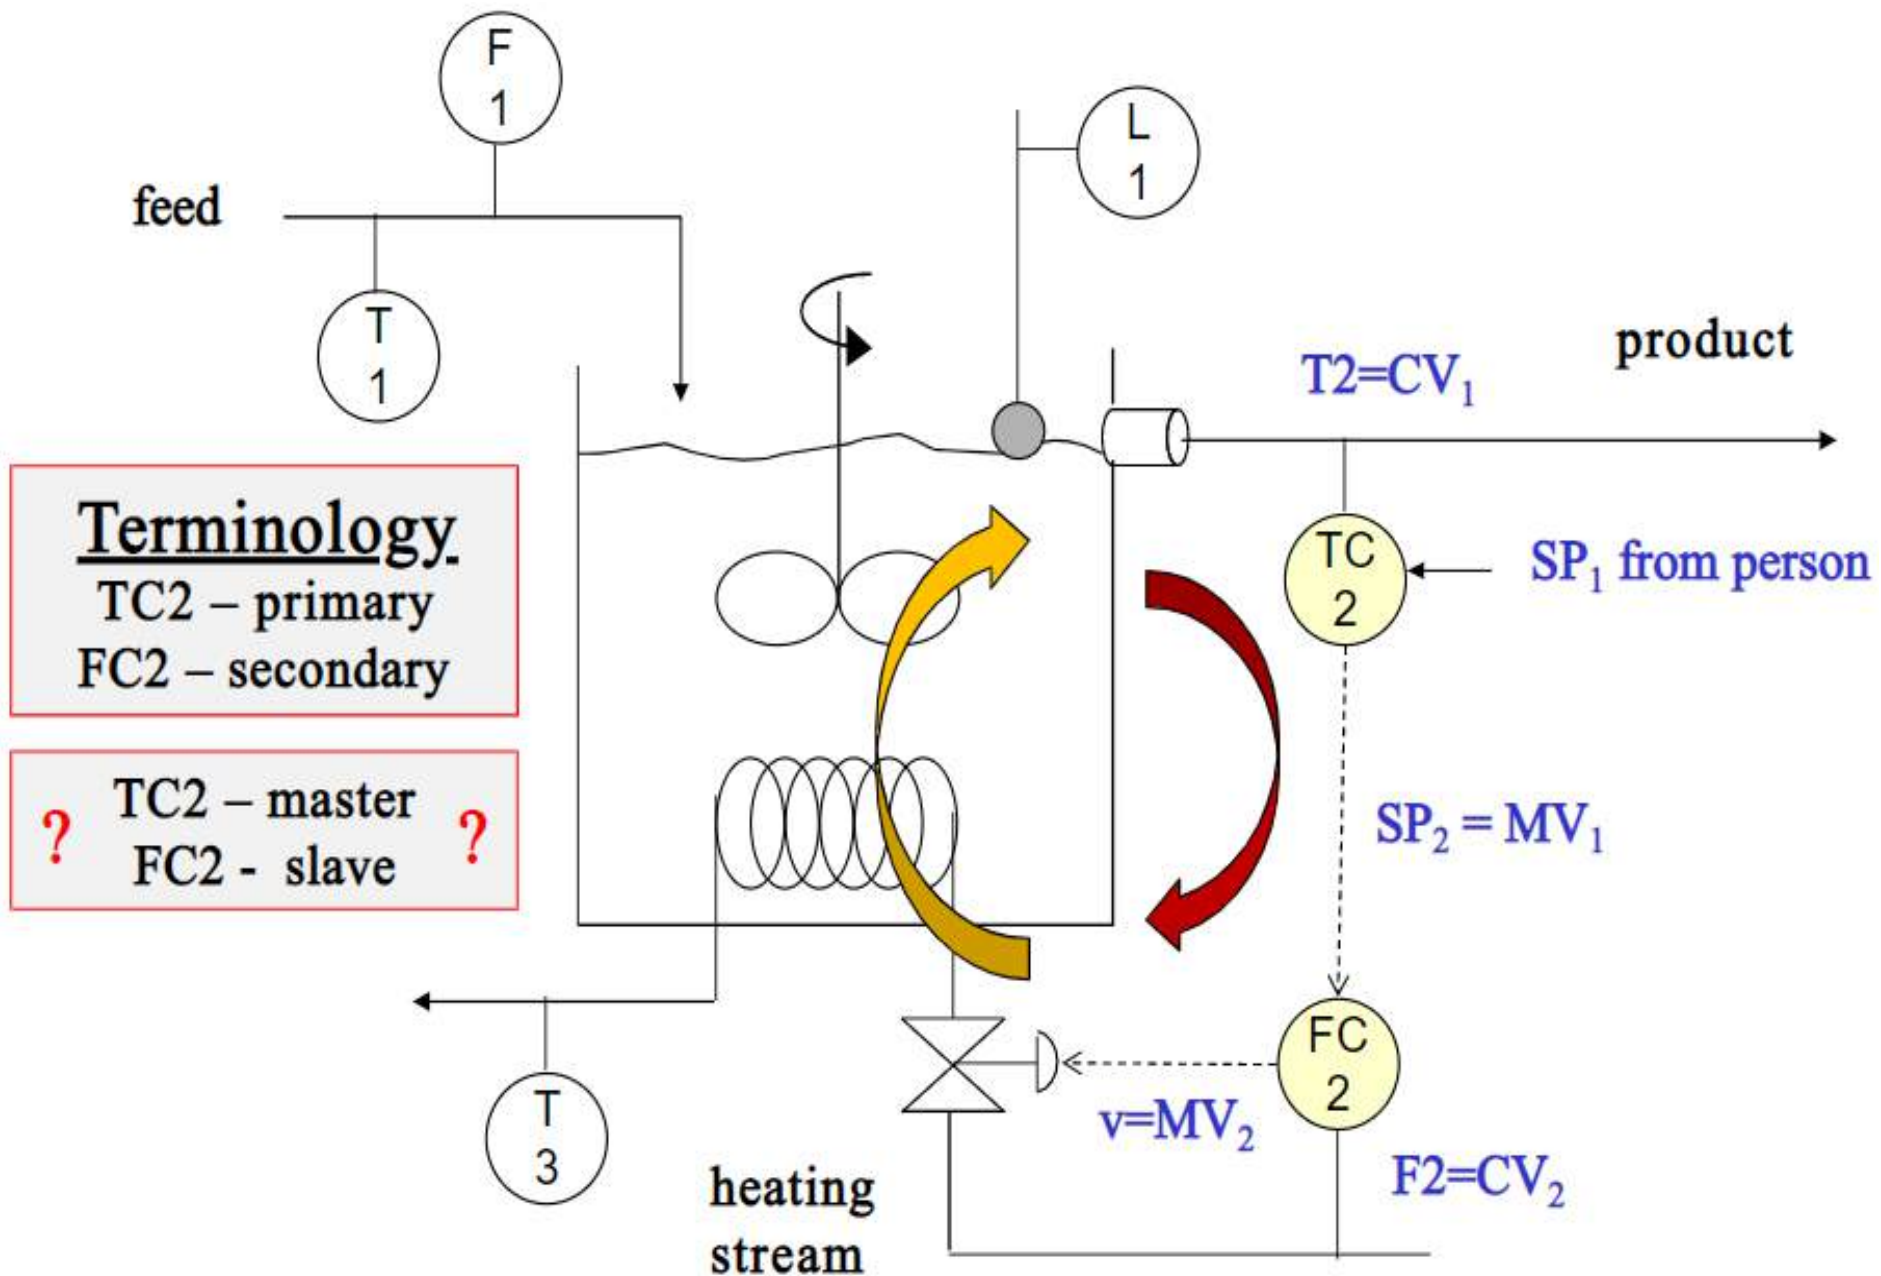 F
1
L
1
feed
T
1
product
T2=CV₁
Terminology
TC2 – primary
FC2 – secondary
TC
2
SP₁ from person
? TC2 – master ?
FC2 - slave
SP₂ = MV₁
FC
2
v=MV₂
T
3
F2=CV₂
heating
stream